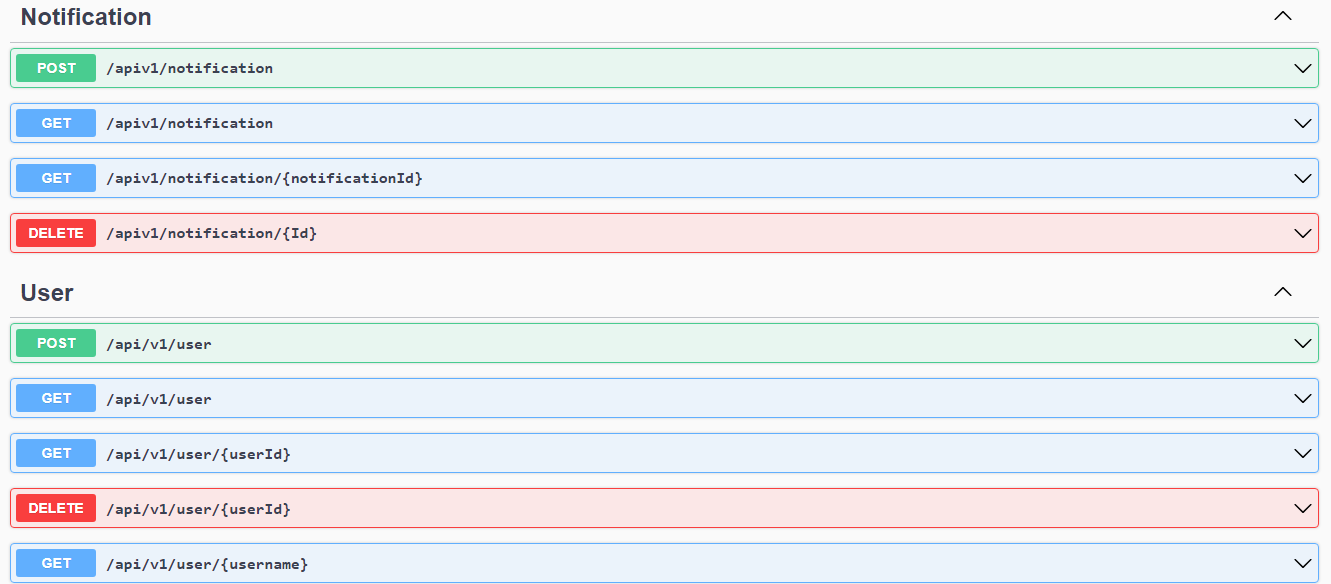 Notification
POST /apiv1/notification
GET /apiv1/notification
GET /apiv1/notification/{notificationId}
DELETE /apiv1/notification/{Id}
User
POST /api/v1/user
GET /api/v1/user
GET /api/v1/user/{userId}
DELETE /api/v1/user/{userId}
GET /api/v1/user/{username}